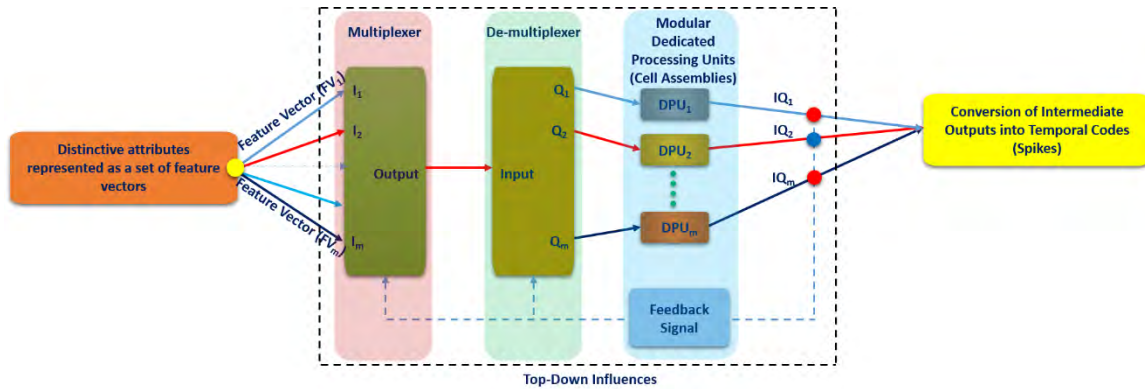 Distinctive attributes
represented as a set of feature
vectors
Feature Vector (FV1)
Feature Vector (FVm)
Multiplexer
I1
I2
Output
Im
De-multiplexer
Q1
Q2
Input
Qm
Modular
Dedicated
Processing Units
(Cell Assemblies)
DPU1
DPU2
DPUm
Feedback
Signal
IQ1
IQ2
IQm
Conversion of Intermediate
Outputs into Temporal Codes
(Spikes)
Top-Down Influences